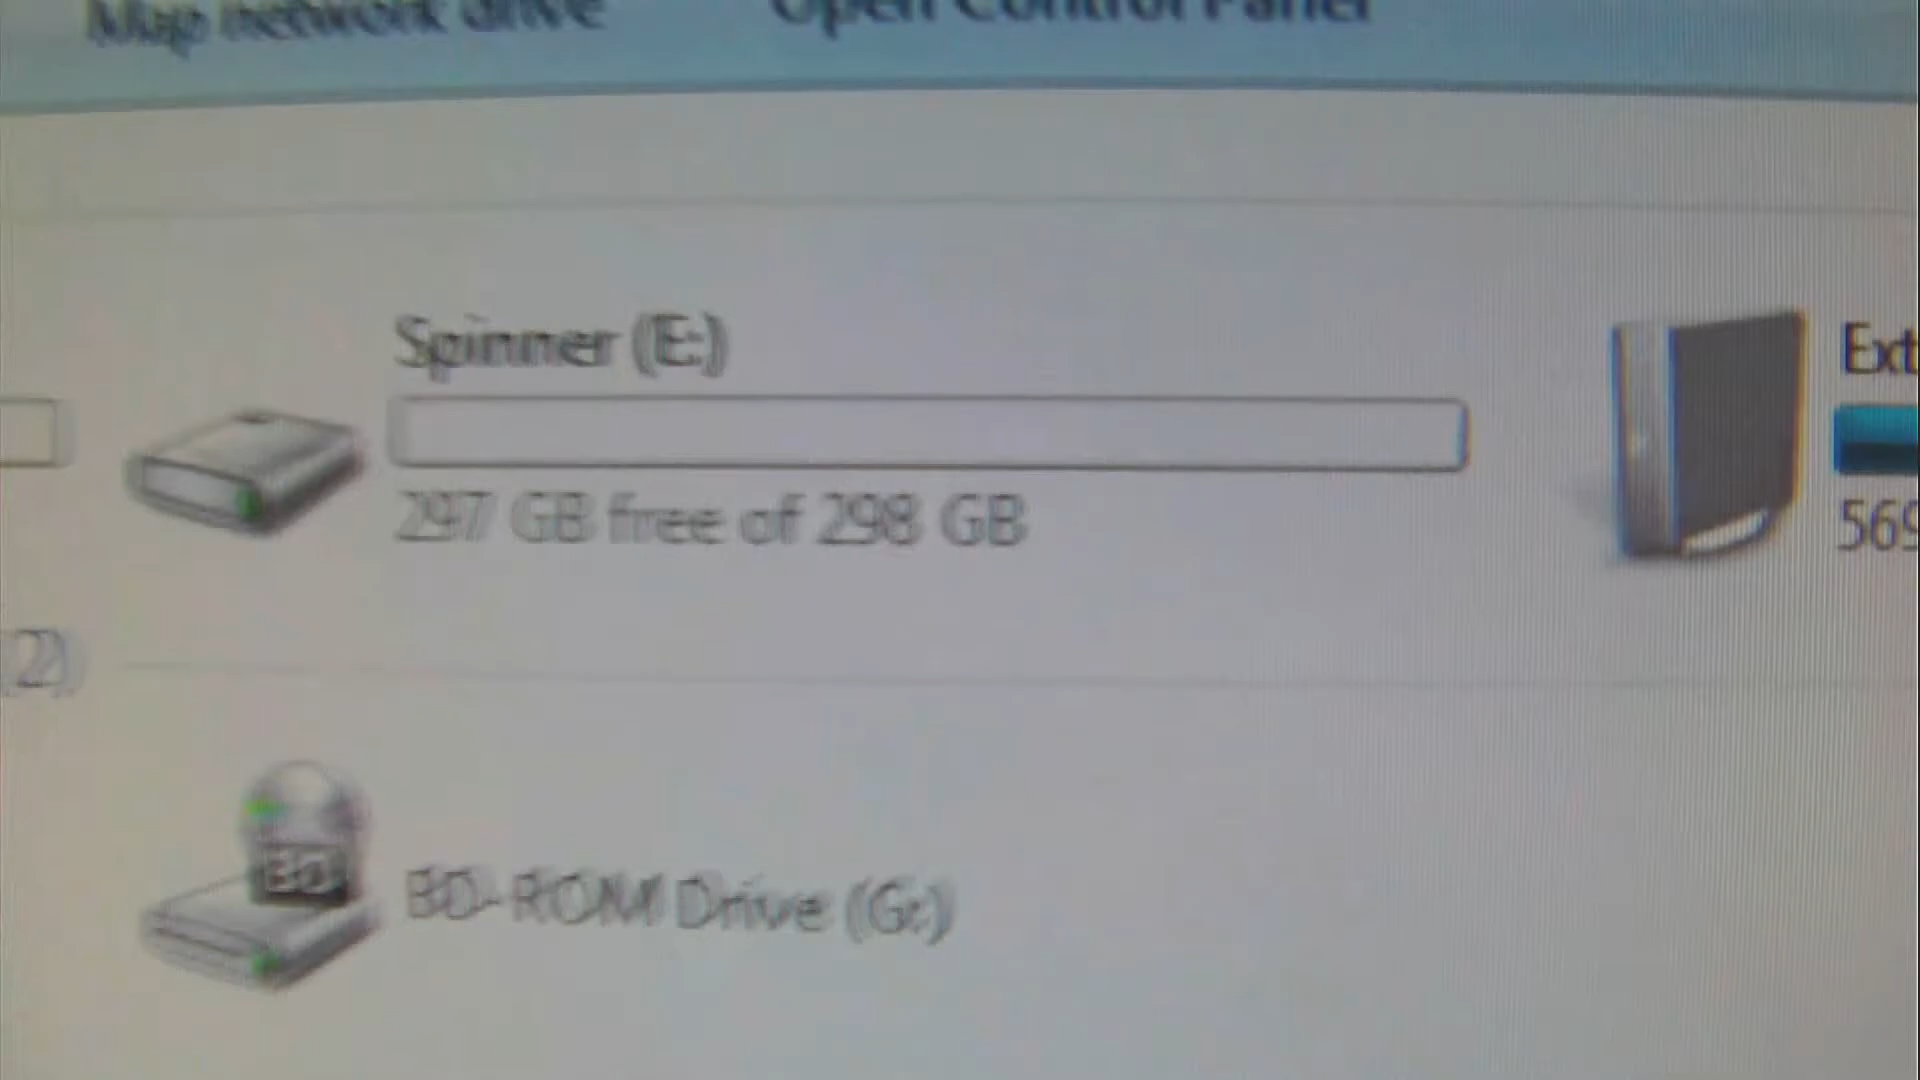 Map network drive
Open Control Panel
Spinner (E:)
297 GB free of 298 GB
Ext
569
2)
BD
BD-ROM Drive (G:)